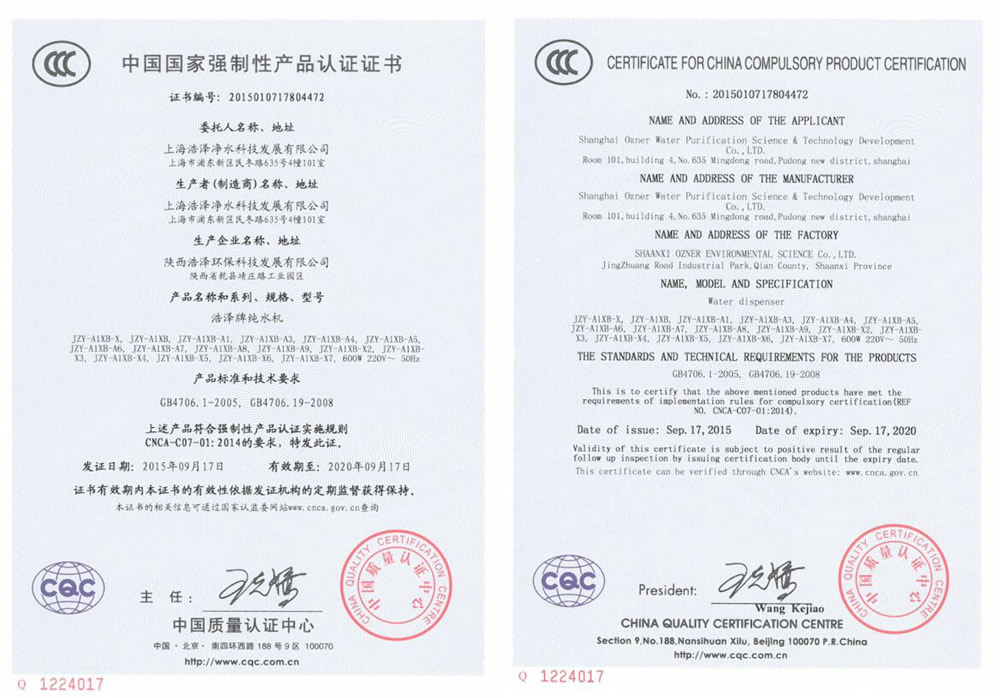 中国国家强制性产品认证证书
证书编号: 2015010717804472
委托人名称、地址
上海浩泽净水科技发展有限公司
上海市浦东新区民冬路635号4幢101室
生产者(制造商)名称、地址
上海浩泽净水科技发展有限公司
上海市浦东新区民冬路635号4幢101室
生产企业名称、地址
陕西浩泽环保科技发展有限公司
陕西省乾县靖庄路工业园区
产品名称和系列、规格、型号
浩泽牌纯水机
JZY-A1XB-X, JZY-A1XB, JZY-A1XB-A1, JZY-A1XB-A3, JZY-A1XB-A4, JZY-A1XB-A5,
JZY-A1XB-A6, JZY-A1XB-A7, JZY-A1XB-A8, JZY-A1XB-A9, JZY-A1XB-X2, JZY-A1XB-
X3, JZY-A1XB-X4, JZY-A1XB-X5, JZY-A1XB-X6, JZY-A1XB-X7, 600W 220V~ 50Hz
产品标准和技术要求
GB4706.1-2005, GB4706.19-2008
上述产品符合强制性产品认证实施规则
CNCA-C07-01:2014的要求，特发此证。
发证日期: 2015年09月17日 有效期至: 2020年09月17日
证书有效期内本证书的有效性依据发证机构的定期监督获得保持。
本证书的相关信息可通过国家认监委网站www.cnca.gov.cn查询
CQC
主 任:
CHINA QUALITY CERTIFICATION CENTRE
中国质量认证中心
中国质量认证中心
中国·北京·南四环西路 188 号 9 区 100070
http://www.cqc.com.cn
Q 1224017
CERTIFICATE FOR CHINA COMPULSORY PRODUCT CERTIFICATION
No.: 2015010717804472
NAME AND ADDRESS OF THE APPLICANT
Shanghai Ozner Water Purification Science & Technology Development
Co., LTD.
Room 101, building 4, No. 635 Mingdong road, Pudong new district, shanghai
NAME AND ADDRESS OF THE MANUFACTURER
Shanghai Ozner Water Purification Science & Technology Development
Co., LTD.
Room 101, building 4, No. 635 Mingdong road, Pudong new district, shanghai
NAME AND ADDRESS OF THE FACTORY
SHAANXI OZNER ENVIRONMENTAL SCIENCE Co., LTD.
JingZhuang Road Industrial Park, Qian County, Shaanxi Province
NAME, MODEL AND SPECIFICATION
Water dispenser
JZY-A1XB-X, JZY-A1XB, JZY-A1XB-A1, JZY-A1XB-A3, JZY-A1XB-A4, JZY-A1XB-A5,
JZY-A1XB-A6, JZY-A1XB-A7, JZY-A1XB-A8, JZY-A1XB-A9, JZY-A1XB-X2, JZY-A1XB-
X3, JZY-A1XB-X4, JZY-A1XB-X5, JZY-A1XB-X6, JZY-A1XB-X7, 600W 220V~ 50Hz
THE STANDARDS AND TECHNICAL REQUIREMENTS FOR THE PRODUCTS
GB4706.1-2005, GB4706.19-2008
This is to certify that the above mentioned products have met the
requirements of implementation rules for compulsory certification(REF
NO. CNCA-C07-01:2014).
Date of issue: Sep. 17, 2015 Date of expiry: Sep. 17, 2020
Validity of this certificate is subject to positive result of the regular
follow up inspection by issuing certification body until the expiry date.
This certificate can be verified through CNCA's website: www.cnca.gov.cn
CQC
President:
Wang Kejiao
CHINA QUALITY CERTIFICATION CENTRE
中国质量认证中心
CHINA QUALITY CERTIFICATION CENTRE
Section 9, No.188, Nansihuan Xilu, Beijing 100070 P.R.China
http://www.cqc.com.cn
Q 1224017